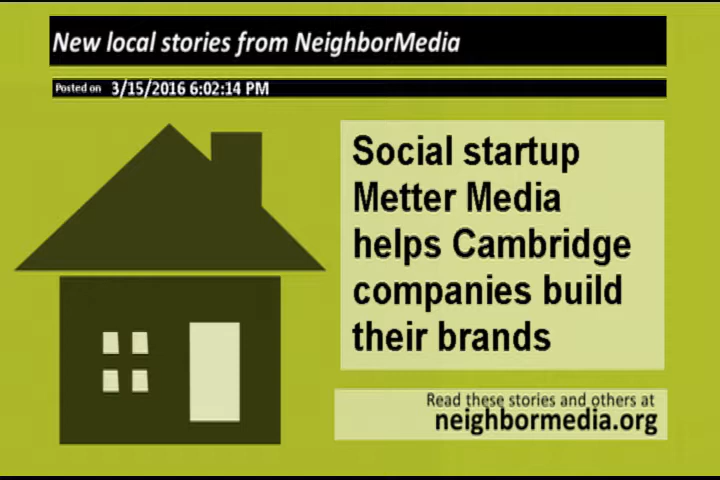 New local stories from NeighborMedia
Posted on 3/15/2016 6:02:14 PM
Social startup
Metter Media
helps Cambridge
companies build
their brands
Read these stories and others at
neighbormedia.org